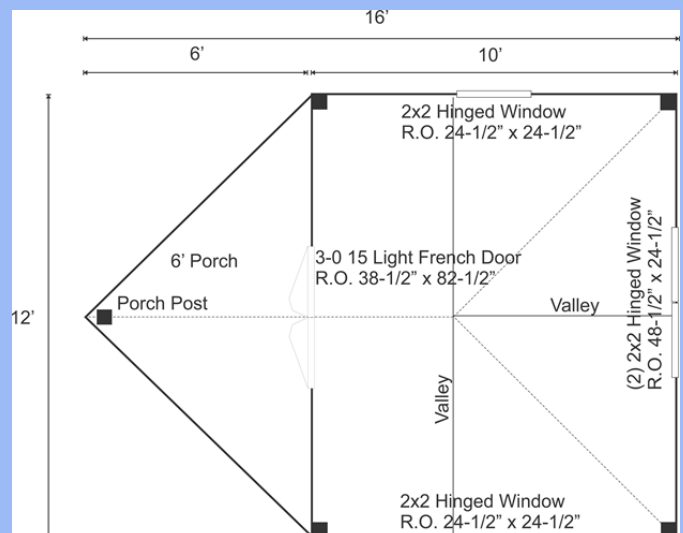 16’
6’
10’
2x2 Hinged Window
R.O. 24-1/2” x 24-1/2”
3-0 15 Light French Door
R.O. 38-1/2” x 82-1/2”
6’ Porch
Porch Post
12’
Valley
(2) 2x2 Hinged Window
R.O. 48-1/2” x 24-1/2”
Valley
2x2 Hinged Window
R.O. 24-1/2” x 24-1/2”